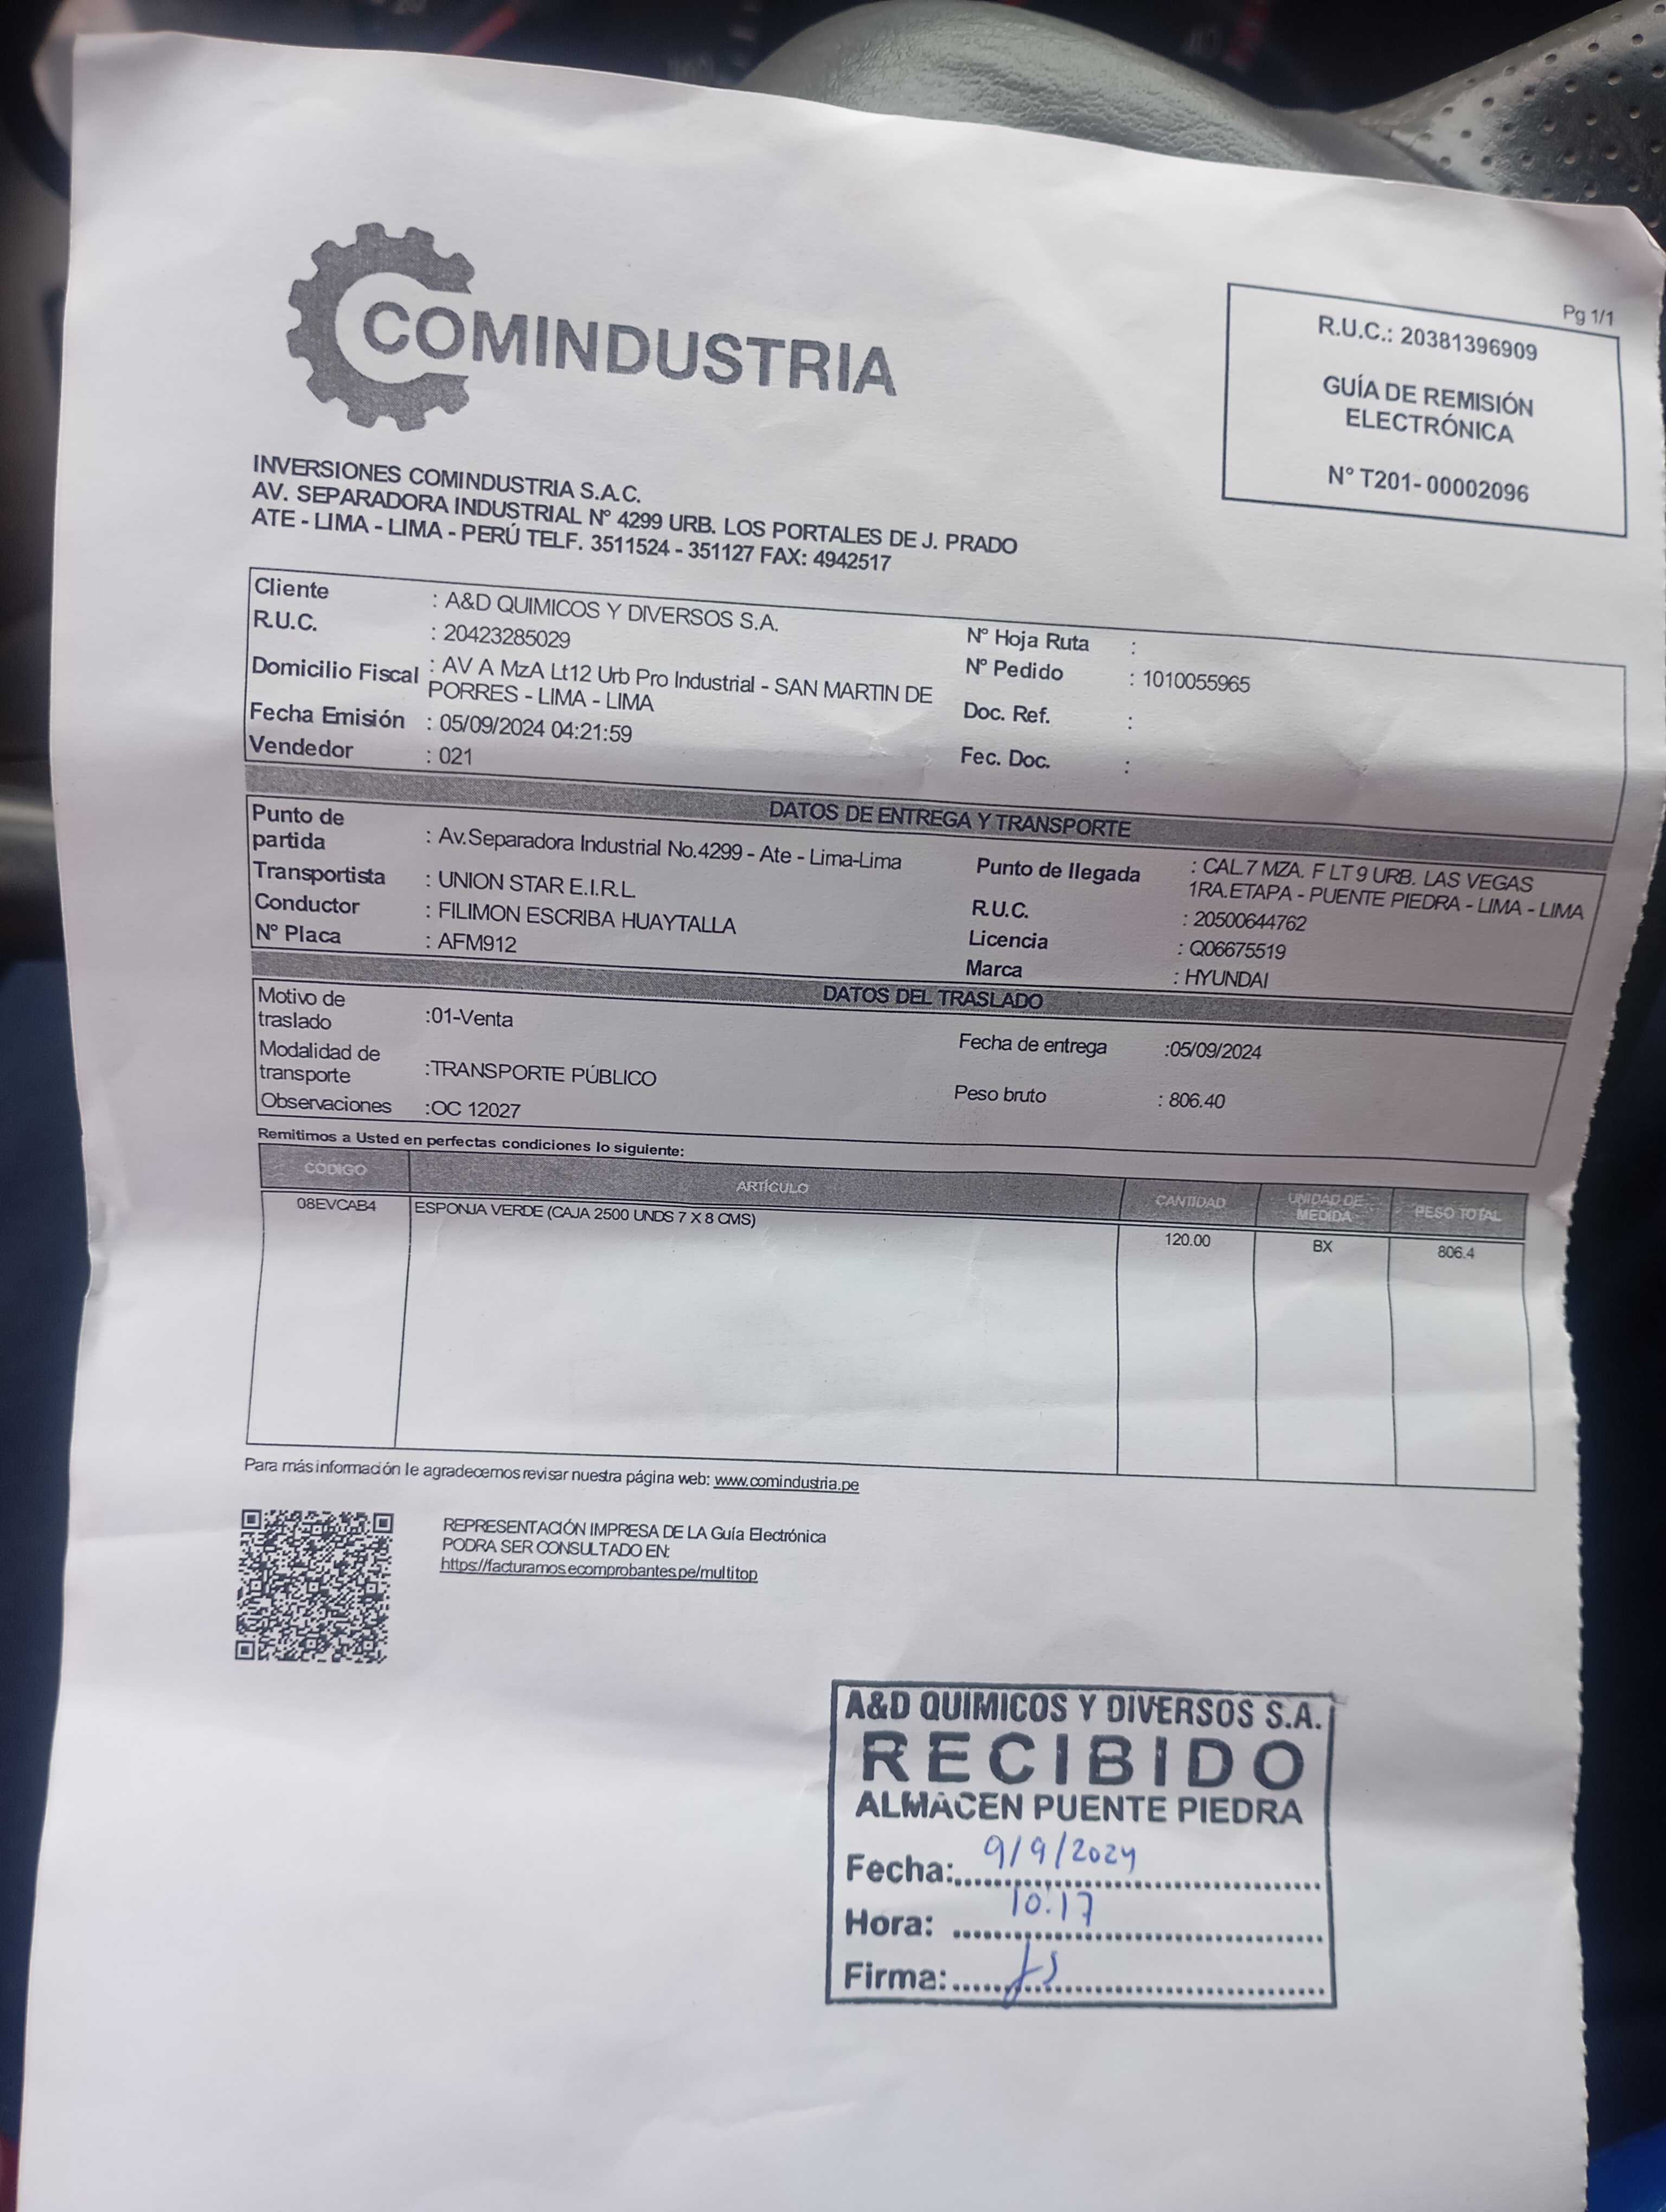 COMINDUSTRIA
Pg 1/1
R.U.C.: 20381396909
GUÍA DE REMISIÓN
ELECTRÓNICA
N° T201- 00002096
INVERSIONES COMINDUSTRIA S.A.C.
AV. SEPARADORA INDUSTRIAL N° 4299 URB. LOS PORTALES DE J. PRADO
ATE - LIMA - LIMA - PERÚ TELF. 3511524 - 351127 FAX: 4942517
Cliente : A&D QUIMICOS Y DIVERSOS S.A.
R.U.C. : 20423285029
Domicilio Fiscal : AV A MzA Lt12 Urb Pro Industrial - SAN MARTIN DE
PORRES - LIMA - LIMA
Fecha Emisión : 05/09/2024 04:21:59
Vendedor : 021
N° Hoja Ruta :
N° Pedido : 1010055965
Doc. Ref. :
Fec. Doc. :
DATOS DE ENTREGA Y TRANSPORTE
Punto de
partida : Av.Separadora Industrial No.4299 - Ate - Lima-Lima
Transportista : UNION STAR E.I.R.L
Conductor : FILIMON ESCRIBA HUAYTALLA
N° Placa : AFM912
Punto de llegada : CAL.7 MZA. F LT 9 URB. LAS VEGAS
1RA.ETAPA - PUENTE PIEDRA - LIMA - LIMA
R.U.C. : 20500644762
Licencia : Q06675519
Marca : HYUNDAI
DATOS DEL TRASLADO
Motivo de
traslado :01-Venta
Modalidad de
transporte :TRANSPORTE PÚBLICO
Observaciones :OC 12027
Fecha de entrega :05/09/2024
Peso bruto : 806.40
Remitimos a Usted en perfectas condiciones lo siguiente:
CÓDIGO ARTÍCULO CANTIDAD UNIDAD DE MEDIDA PESO TOTAL
08EVCAB4 ESPONJA VERDE (CAJA 2500 UNDS 7 X 8 CMS) 120.00 BX 806.4
Para más información le agradecemos revisar nuestra página web: www.comindustria.pe
REPRESENTACIÓN IMPRESA DE LA Guía Electrónica
PODRA SER CONSULTADO EN:
https://facturamos.ecomprobantes.pe/multitop
A&D QUIMICOS Y DIVERSOS S.A.
RECIBIDO
ALMACEN PUENTE PIEDRA
Fecha: 9/9/2024
Hora: 10:17
Firma: